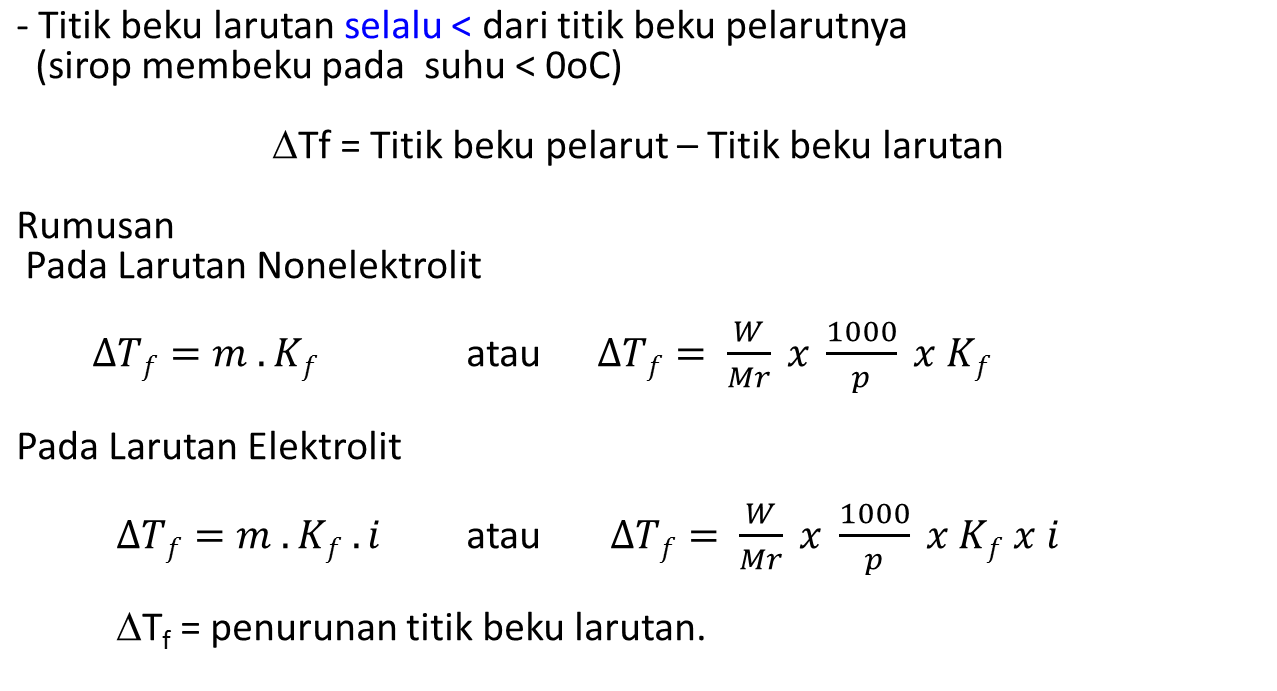 - Titik beku larutan selalu < dari titik beku pelarutnya
(sirop membeku pada suhu < 0oC)
ΔTf = Titik beku pelarut – Titik beku larutan
Rumusan
Pada Larutan Nonelektrolit
ΔT_f = m . K_f atau ΔT_f = W/Mr x 1000/p x K_f
Pada Larutan Elektrolit
ΔT_f = m . K_f . i atau ΔT_f = W/Mr x 1000/p x K_f x i
ΔT_f = penurunan titik beku larutan.